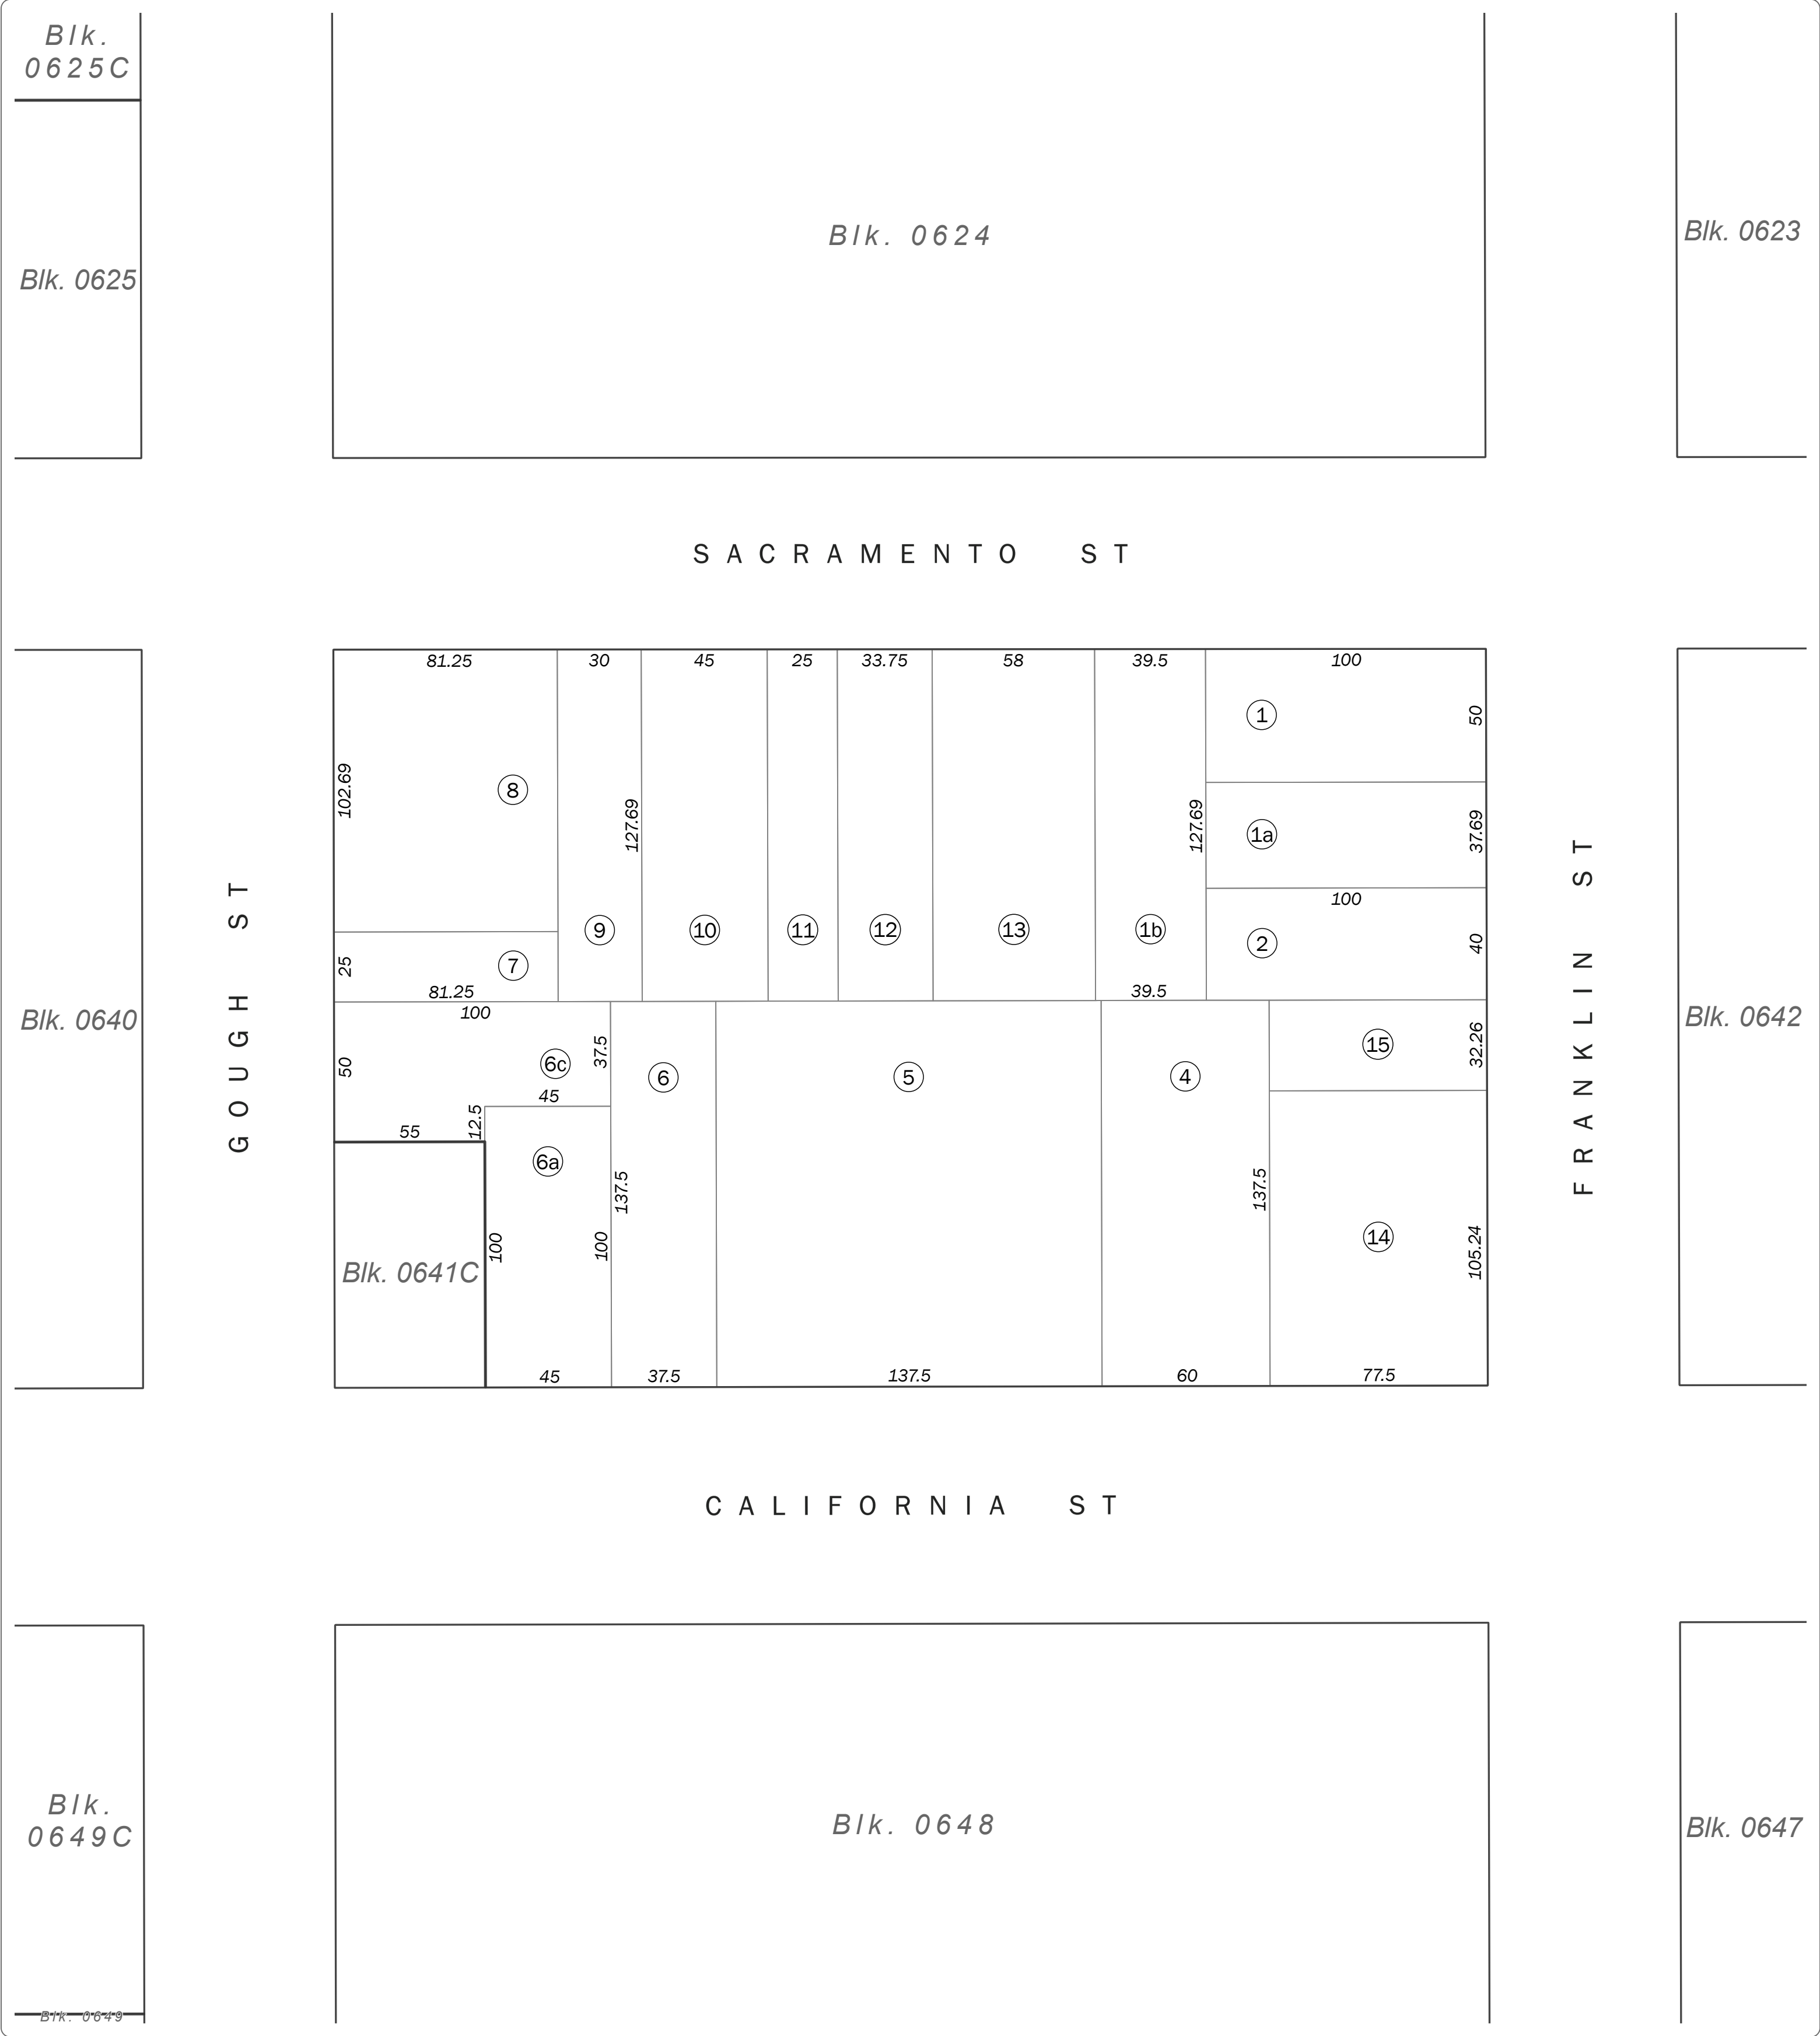 Blk.
0625C
Blk. 0624
Blk. 0623
Blk. 0625
SACRAMENTO ST
81.25
30
45
25
33.75
58
39.5
100
1
50
102.69
8
127.69
127.69
1a
37.69
100
9
10
11
12
13
1b
2
40
25
7
81.25
39.5
GOUGH ST
FRANKLIN ST
Blk. 0640
Blk. 0642
100
50
6c
37.5
6
5
4
15
32.26
45
12.5
55
6a
137.5
137.5
14
100
100
105.24
Blk. 0641C
45
37.5
137.5
60
77.5
CALIFORNIA ST
Blk.
0649C
Blk. 0648
Blk. 0647
Blk. 0649